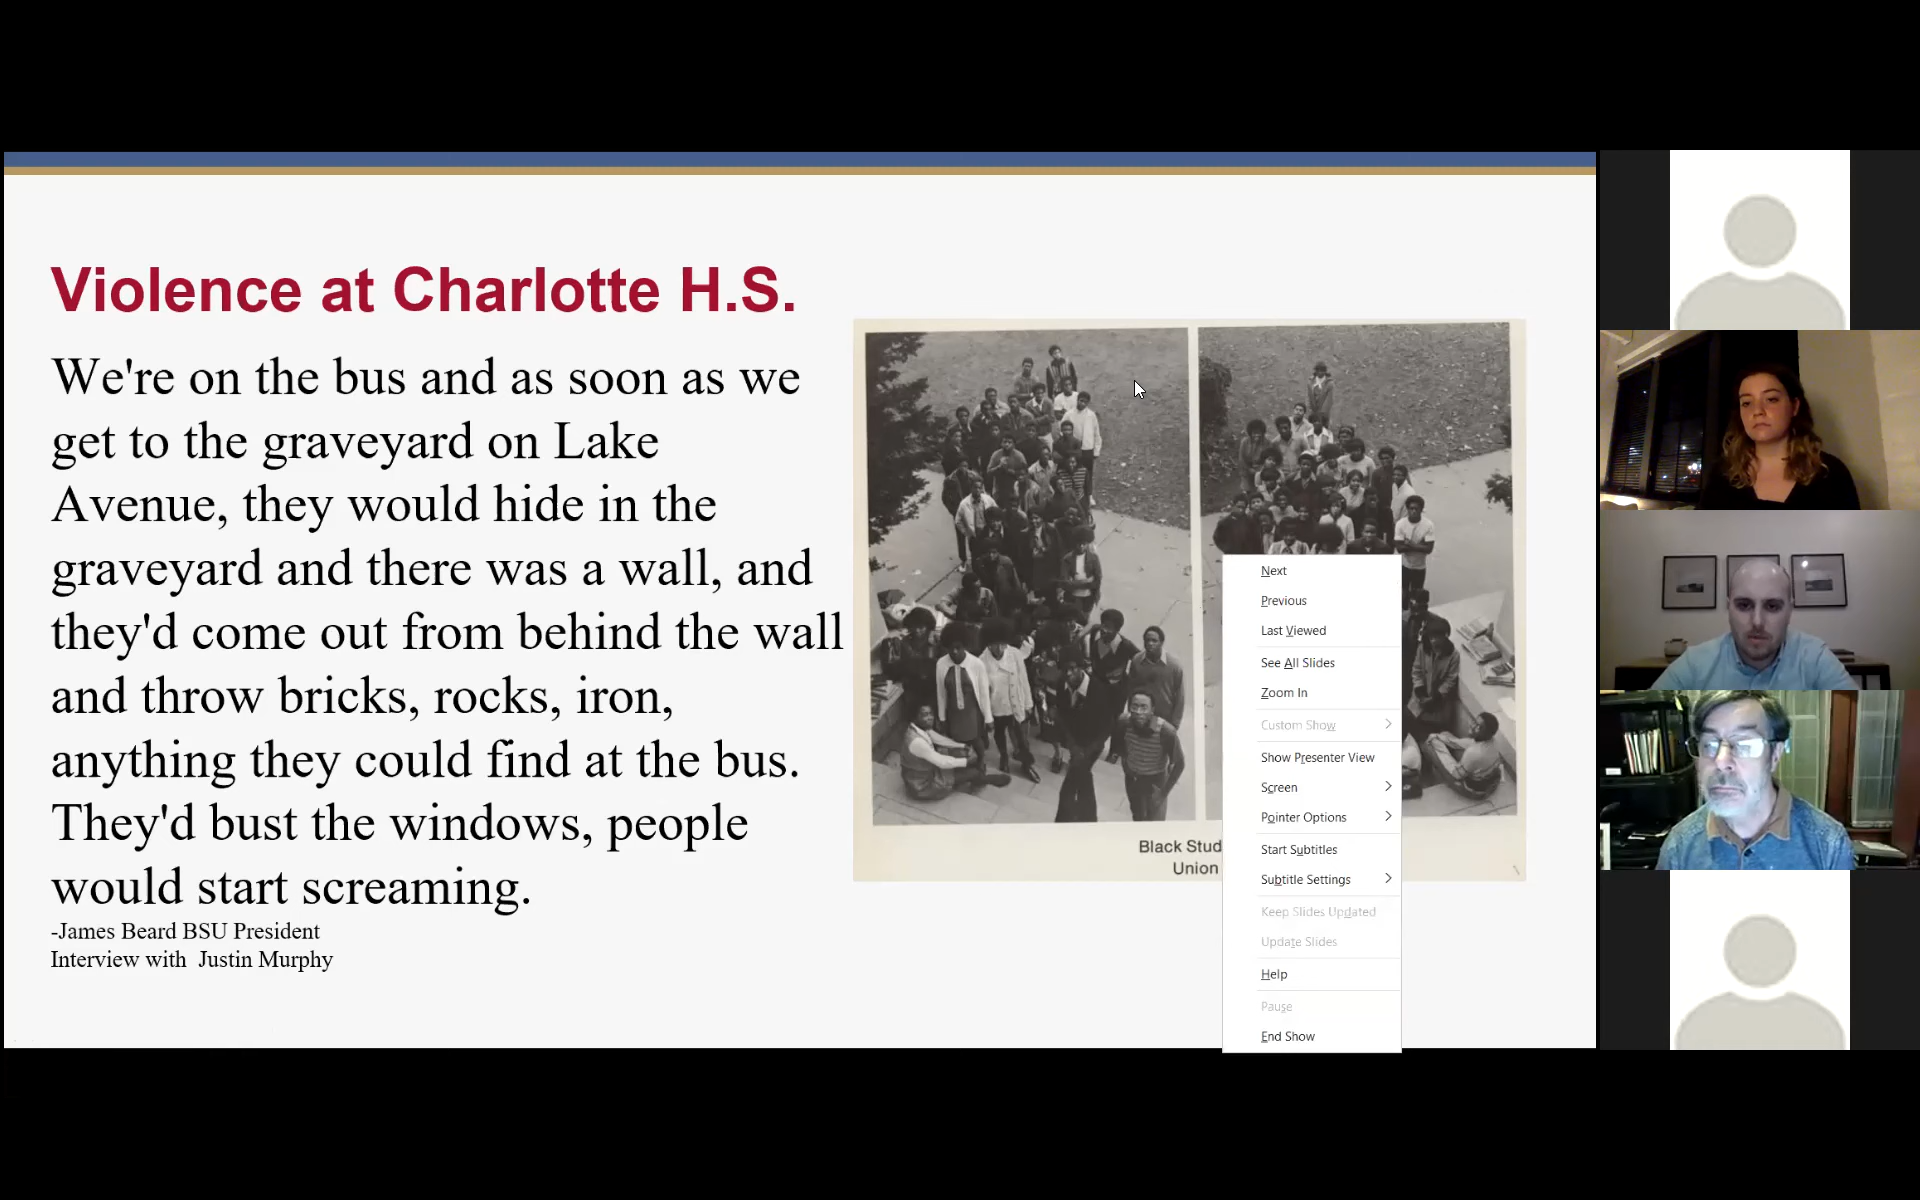 Violence at Charlotte H.S.
We're on the bus and as soon as we
get to the graveyard on Lake
Avenue, they would hide in the
graveyard and there was a wall, and
they'd come out from behind the wall
and throw bricks, rocks, iron,
anything they could find at the bus.
They'd bust the windows, people
would start screaming.
-James Beard BSU President
Interview with  Justin Murphy
Black Stud
Union
Next
Previous
Last Viewed
See All Slides
Zoom In
Custom Show
Show Presenter View
Screen
Pointer Options
Start Subtitles
Subtitle Settings
Keep Slides Updated
Update Slides
Help
Pause
End Show